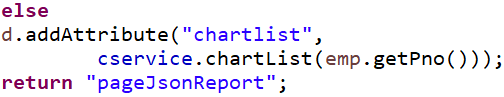 else
d.addAttribute("chartlist",
cservice.chartList(emp.getPno()));
return "pageJsonReport";